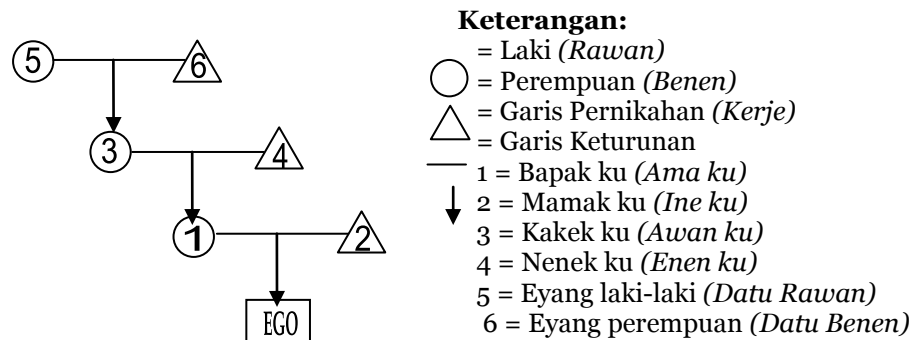 Keterangan:
5
6
= Laki (Rawan)
= Perempuan (Benen)
= Garis Pernikahan (Kerje)
3
4
= Garis Keturunan
1 = Bapak ku (Ama ku)
2 = Mamak ku (Ine ku)
1
2
3 = Kakek ku (Awan ku)
4 = Nenek ku (Enen ku)
5 = Eyang laki-laki (Datu Rawan)
EGO
6 = Eyang perempuan (Datu Benen)